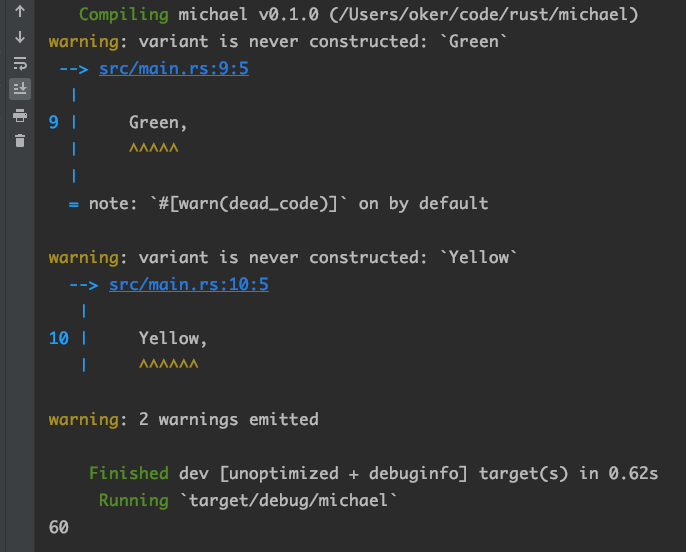 Compiling michael v0.1.0 (/Users/oker/code/rust/michael)
warning: variant is never constructed: `Green`
--> src/main.rs:9:5
|
9 | Green,
| ^^^^^
|
= note: `#[warn(dead_code)]` on by default
warning: variant is never constructed: `Yellow`
--> src/main.rs:10:5
|
10 | Yellow,
| ^^^^^^
warning: 2 warnings emitted
Finished dev [unoptimized + debuginfo] target(s) in 0.62s
Running `target/debug/michael`
60